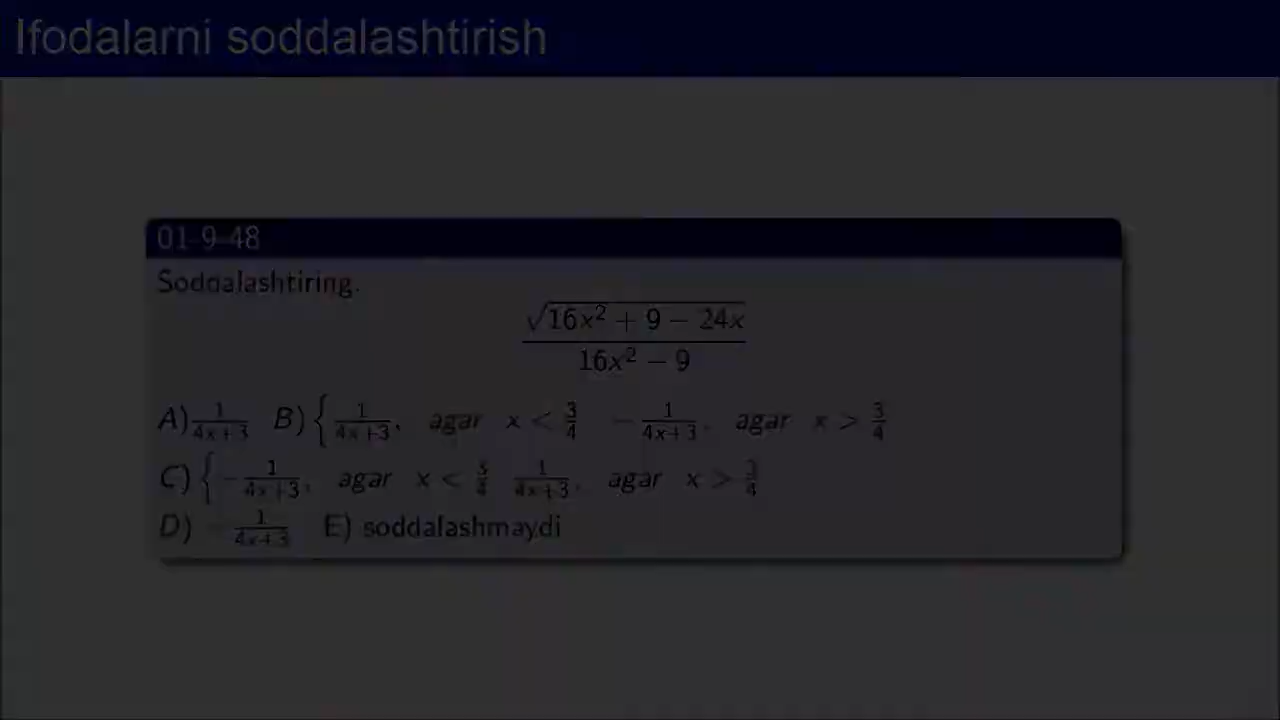 Ifodalarni soddalashtirish
01-9-48
Soddalashtiring.
√(16x² + 9 − 24x)
16x² − 9
A) 1/(4x+3) B) { 1/(4x+3), agar x < 3/4 − 1/(4x+3), agar x > 3/4
C) { − 1/(4x+3), agar x < 3/4 1/(4x+3), agar x > 3/4
D) − 1/(4x+3) E) soddalashmaydi